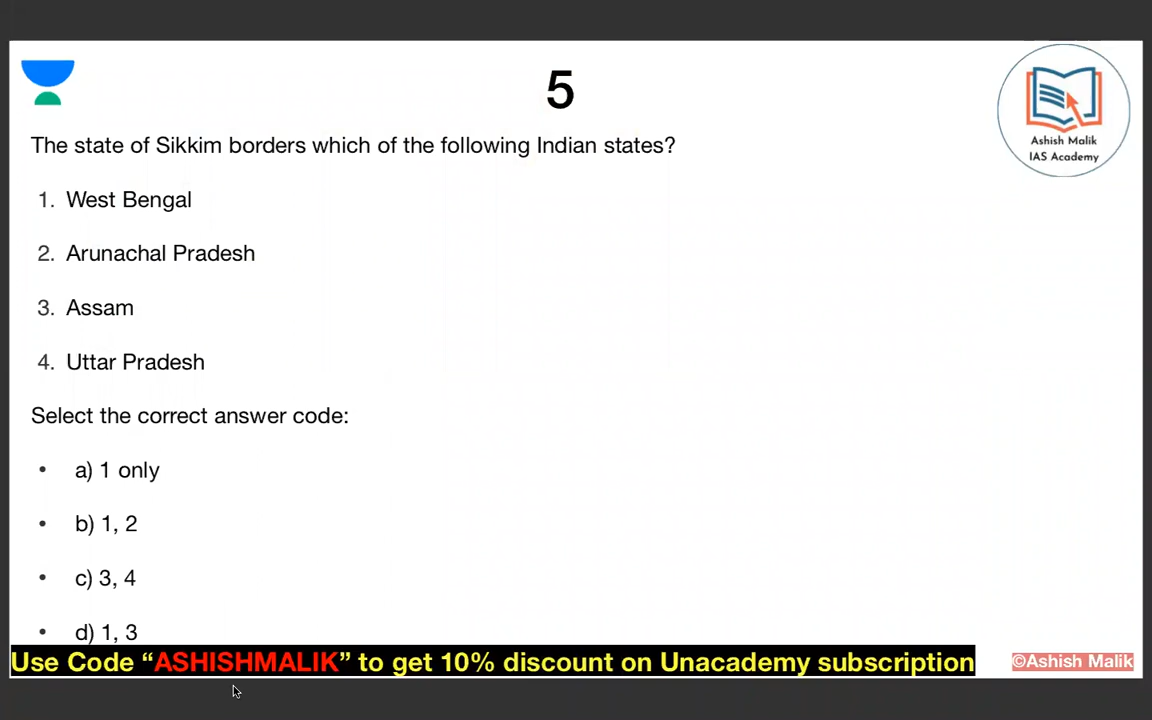 5
Ashish Malik
IAS Academy
The state of Sikkim borders which of the following Indian states?
1. West Bengal
2. Arunachal Pradesh
3. Assam
4. Uttar Pradesh
Select the correct answer code:
• a) 1 only
• b) 1, 2
• c) 3, 4
• d) 1, 3
Use Code “ASHISHMALIK” to get 10% discount on Unacademy subscription
©Ashish Malik